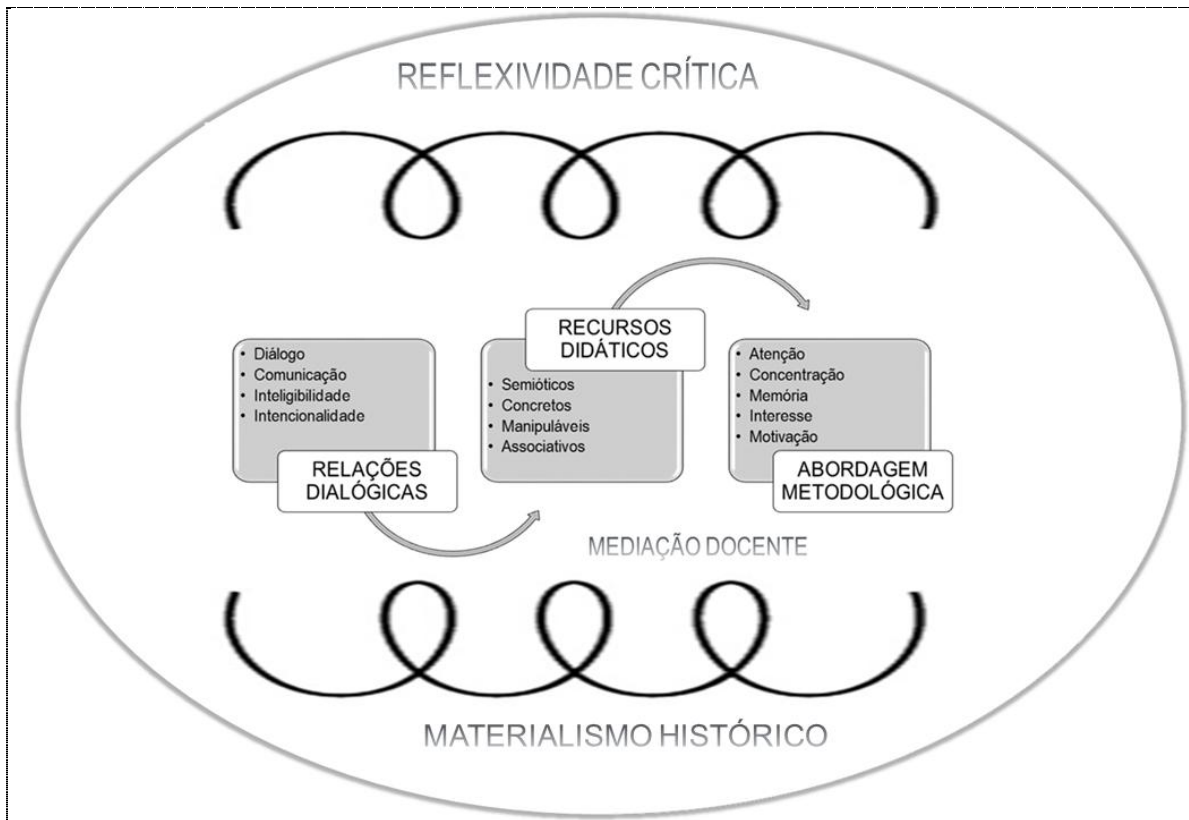 REFLEXIVIDADE CRÍTICA
• Diálogo
• Comunicação
• Inteligibilidade
• Intencionalidade
RELAÇÕES
DIALÓGICAS
RECURSOS
DIDÁTICOS
• Semióticos
• Concretos
• Manipuláveis
• Associativos
• Atenção
• Concentração
• Memória
• Interesse
• Motivação
ABORDAGEM
METODOLÓGICA
MEDIAÇÃO DOCENTE
MATERIALISMO HISTÓRICO